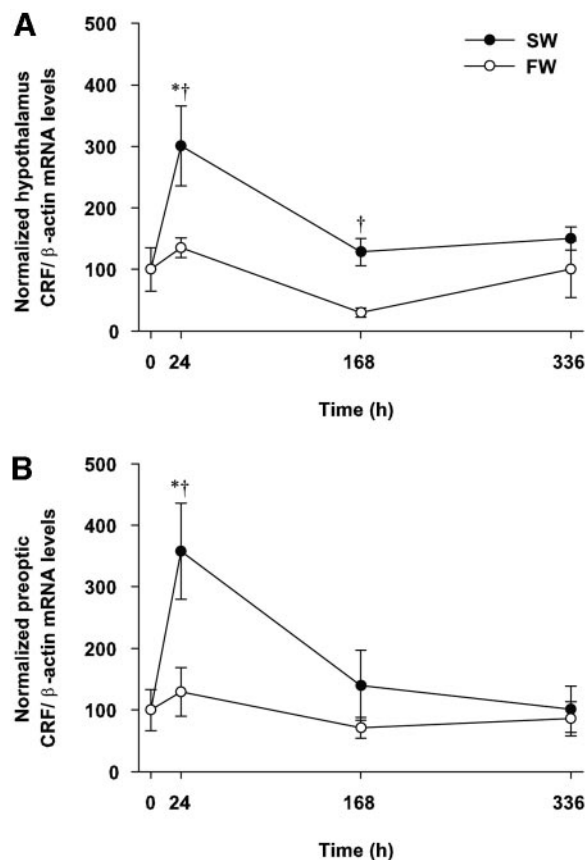 A
500
400
300
200
100
0
Normalized hypothalamus
CRF/ β-actin mRNA levels
*†
†
SW
FW
0 24 168 336
Time (h)
B
500
400
300
200
100
0
Normalized preoptic
CRF/ β-actin mRNA levels
*†
0 24 168 336
Time (h)